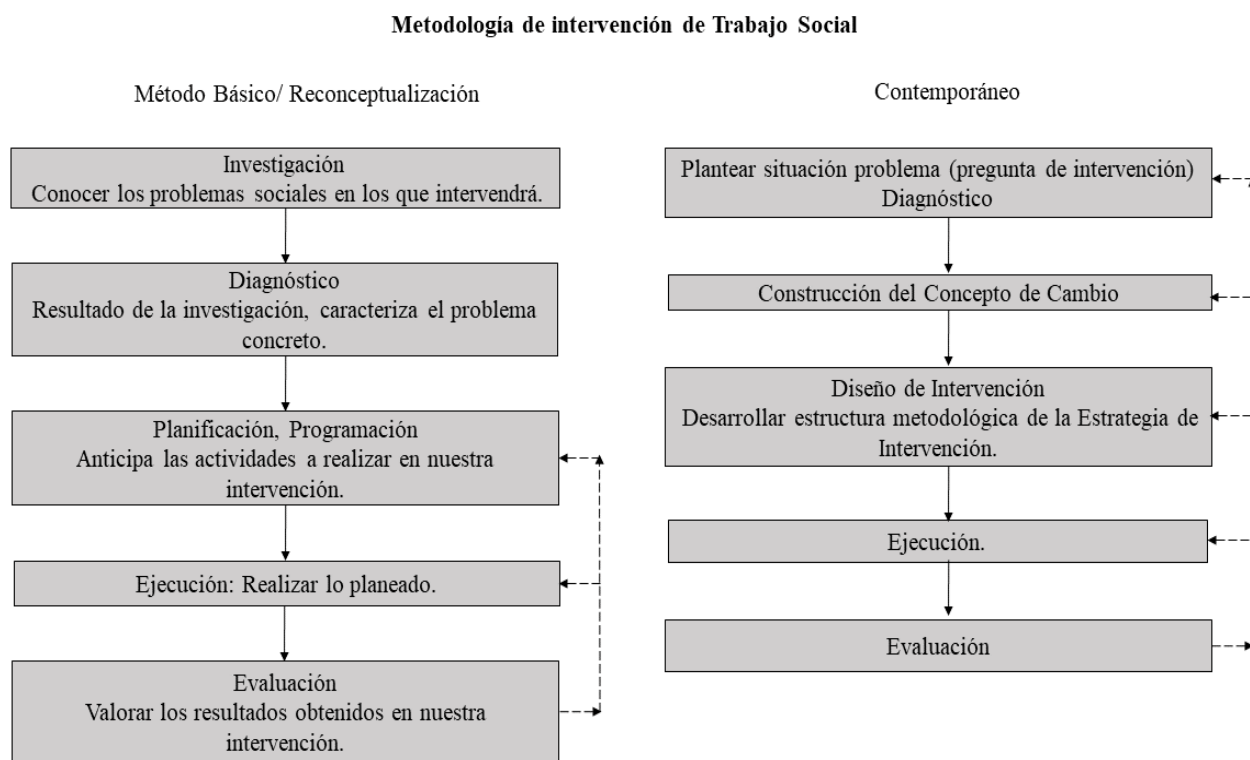 Metodología de intervención de Trabajo Social
Método Básico/ Reconceptualización
Investigación
Conocer los problemas sociales en los que intervendrá.
Diagnóstico
Resultado de la investigación, caracteriza el problema
concreto.
Planificación, Programación
Anticipa las actividades a realizar en nuestra
intervención.
Ejecución: Realizar lo planeado.
Evaluación
Valorar los resultados obtenidos en nuestra
intervención.
Contemporáneo
Plantear situación problema (pregunta de intervención)
Diagnóstico
Construcción del Concepto de Cambio
Diseño de Intervención
Desarrollar estructura metodológica de la Estrategia de
Intervención.
Ejecución.
Evaluación